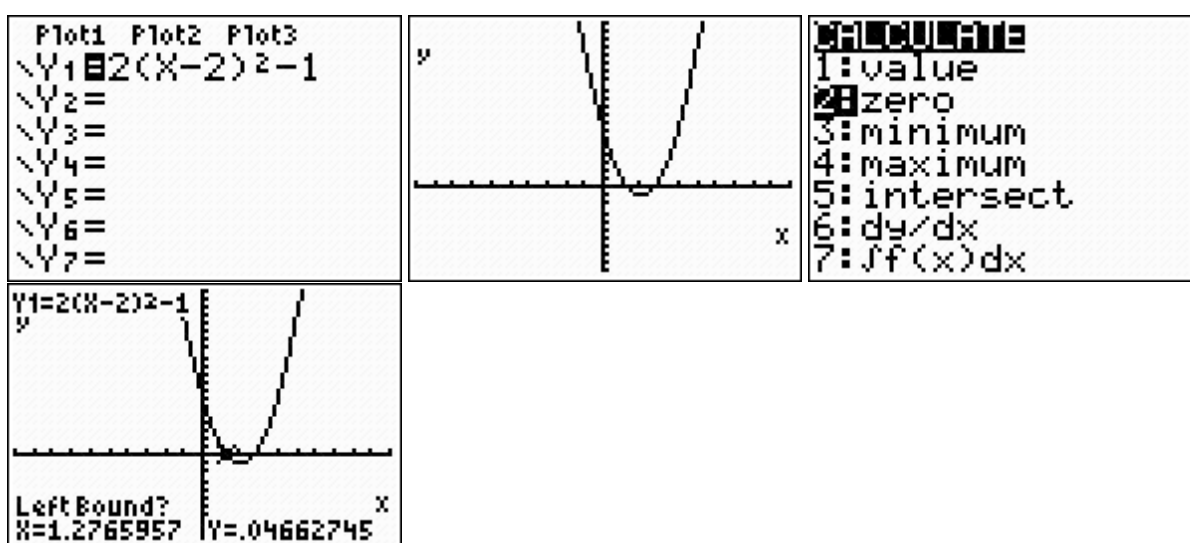 Plot1 Plot2 Plot3
\Y1=2(X-2)²-1
\Y2=
\Y3=
\Y4=
\Y5=
\Y6=
\Y7=
y
x
CALCULATE
1:value
2:zero
3:minimum
4:maximum
5:intersect
6:dy/dx
7:∫f(x)dx
Y1=2(X-2)²-1
y
x
Left Bound?
X=1.2765957 Y=.04662745